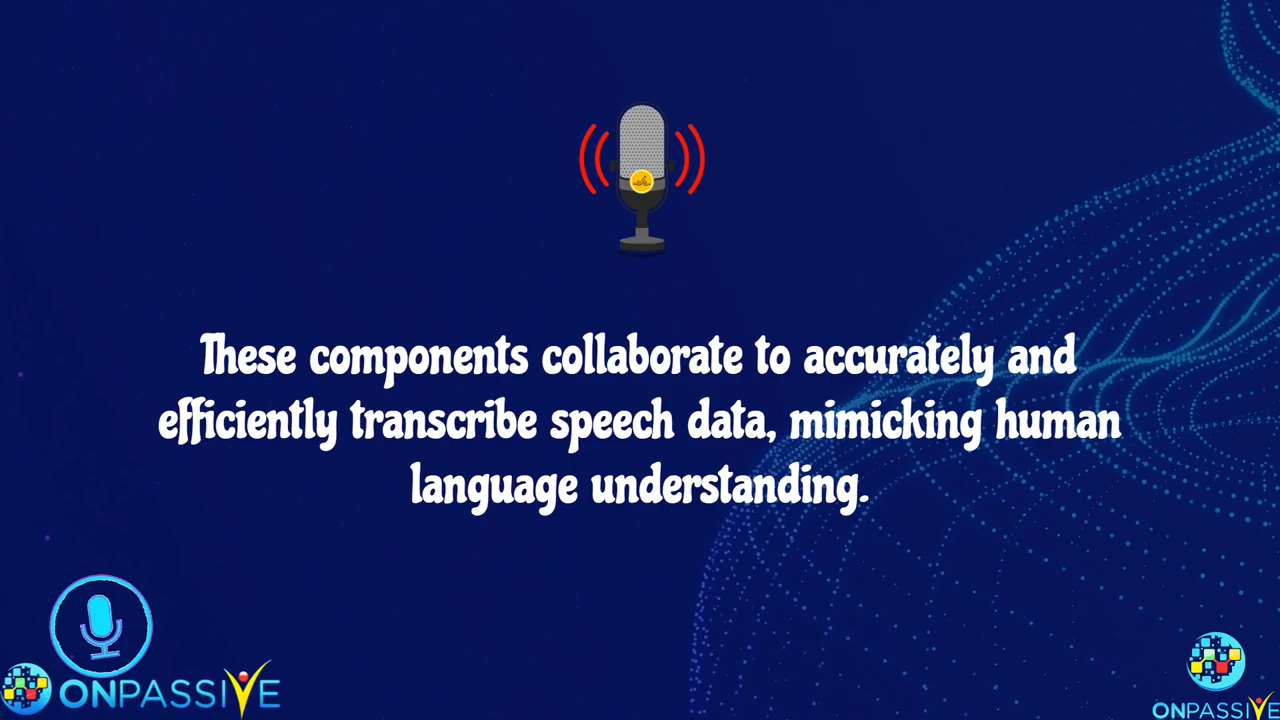 These components collaborate to accurately and
efficiently transcribe speech data, mimicking human
language understanding.
ONPASSIVE
ONPASSIVE